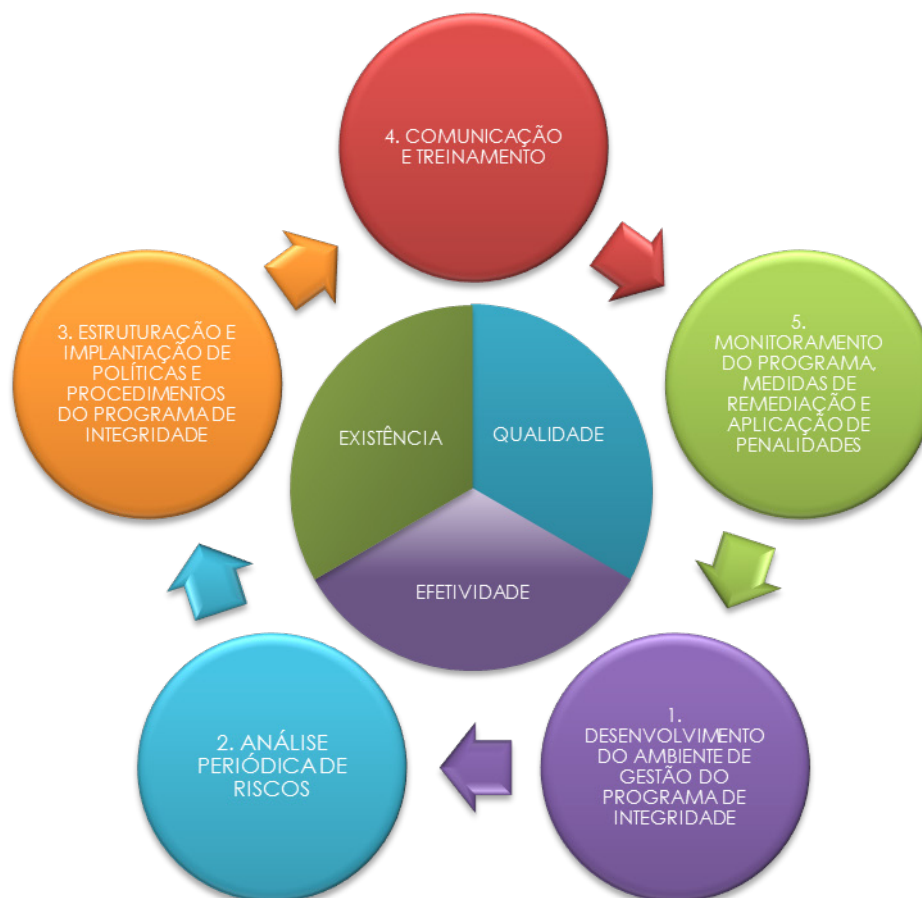 4. COMUNICAÇÃO
E TREINAMENTO
3. ESTRUTURAÇÃO E
IMPLANTAÇÃO DE
POLÍTICAS E
PROCEDIMENTOS
DO PROGRAMA DE
INTEGRIDADE
5.
MONITORAMENTO
DO PROGRAMA,
MEDIDAS DE
REMEDIAÇÃO E
APLICAÇÃO DE
PENALIDADES
EXISTÊNCIA
QUALIDADE
EFETIVIDADE
2. ANÁLISE
PERIÓDICA DE
RISCOS
1.
DESENVOLVIMENTO
DO AMBIENTE DE
GESTÃO DO
PROGRAMA DE
INTEGRIDADE